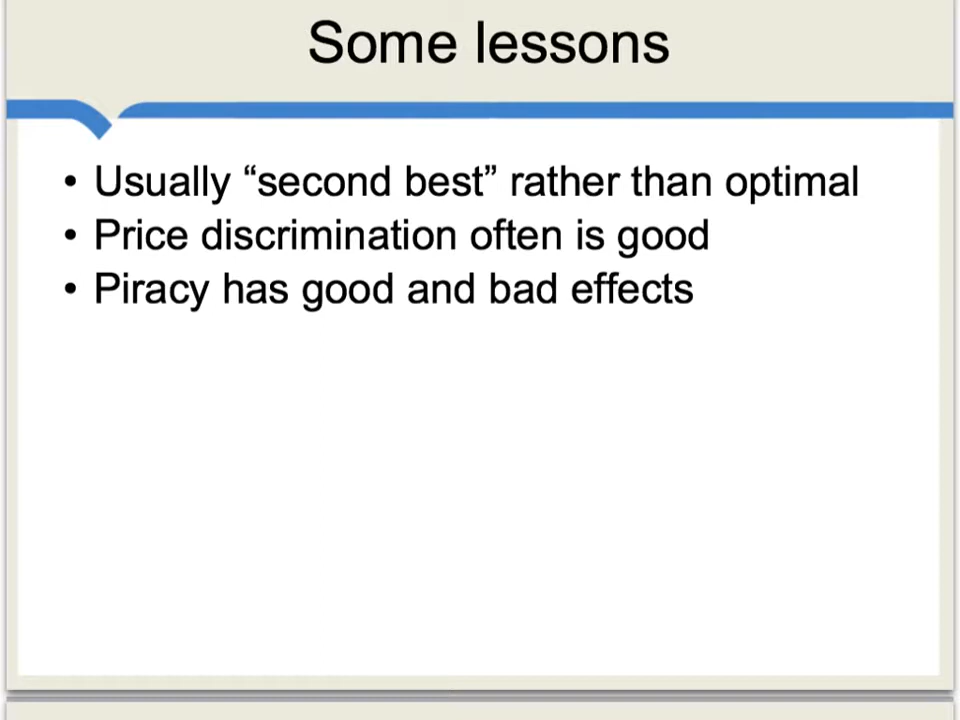 Some lessons
• Usually “second best” rather than optimal
• Price discrimination often is good
• Piracy has good and bad effects